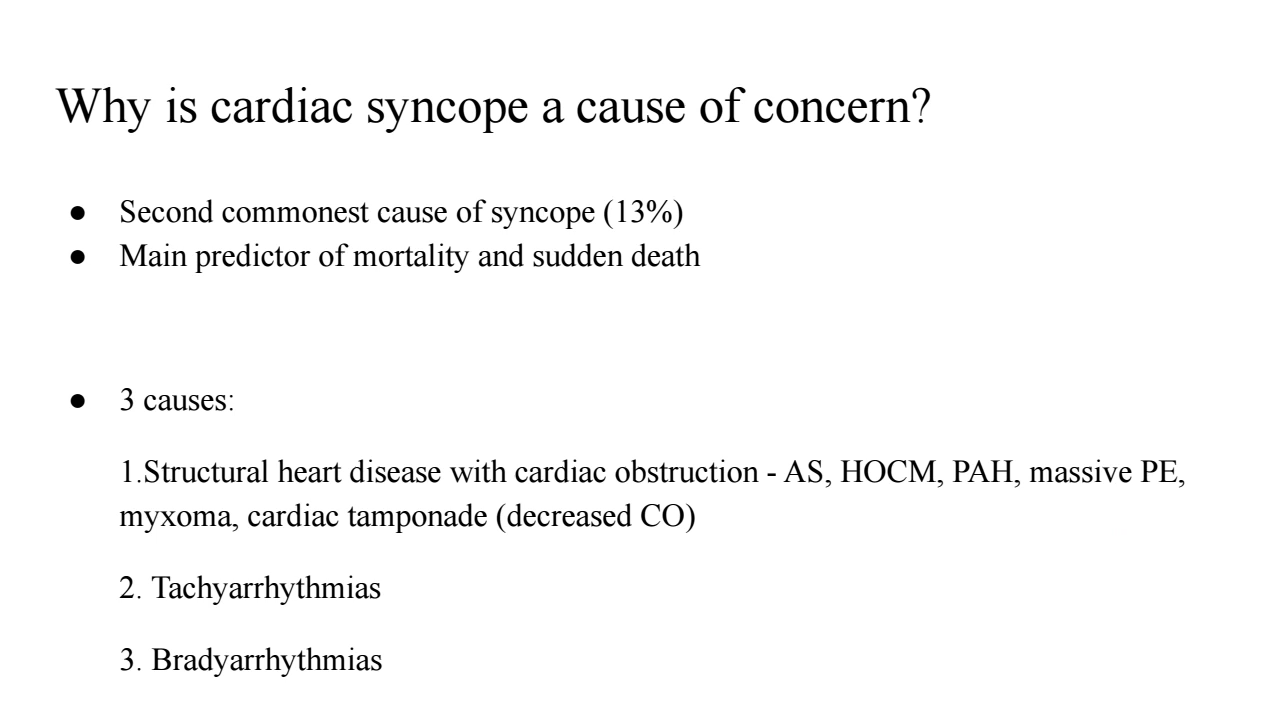 Why is cardiac syncope a cause of concern?
● Second commonest cause of syncope (13%)
● Main predictor of mortality and sudden death
● 3 causes:
1.Structural heart disease with cardiac obstruction - AS, HOCM, PAH, massive PE,
myxoma, cardiac tamponade (decreased CO)
2. Tachyarrhythmias
3. Bradyarrhythmias